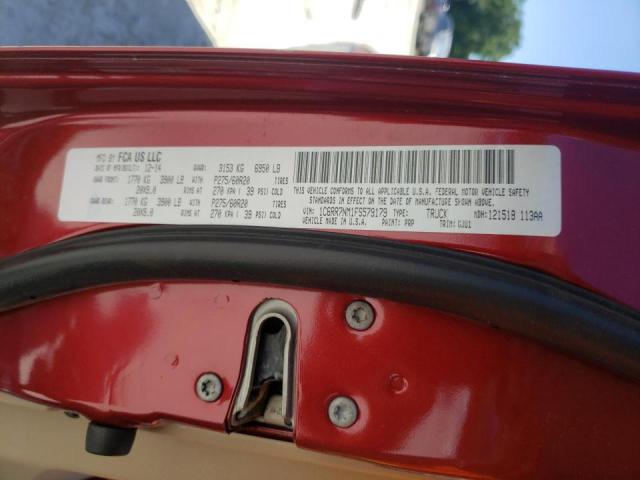 MFD BY FCA US LLC
DATE OF MFR(BUILT): 12-14 GVWR: 3153 KG 6950 LB
GAWR FRONT: 1770 KG 3900 LB P275/60R20 TIRES
20X9.0 RIMS AT 270 KPA ( 39 PSI) COLD
GAWR REAR: 1770 KG 3900 LB P275/60R20 TIRES
20X9.0 RIMS AT 270 KPA ( 39 PSI) COLD
THIS VEHICLE CONFORMS TO ALL APPLICABLE U.S.A. FEDERAL MOTOR VEHICLE SAFETY
STANDARDS IN EFFECT ON THE DATE OF MANUFACTURE SHOWN ABOVE.
VIN: 1C6RR7NM1FS579179 TYPE: TRUCK MDH: 121518 113AA
VEHICLE MADE IN U.S.A. PAINT: PRP TRIM: GJU1